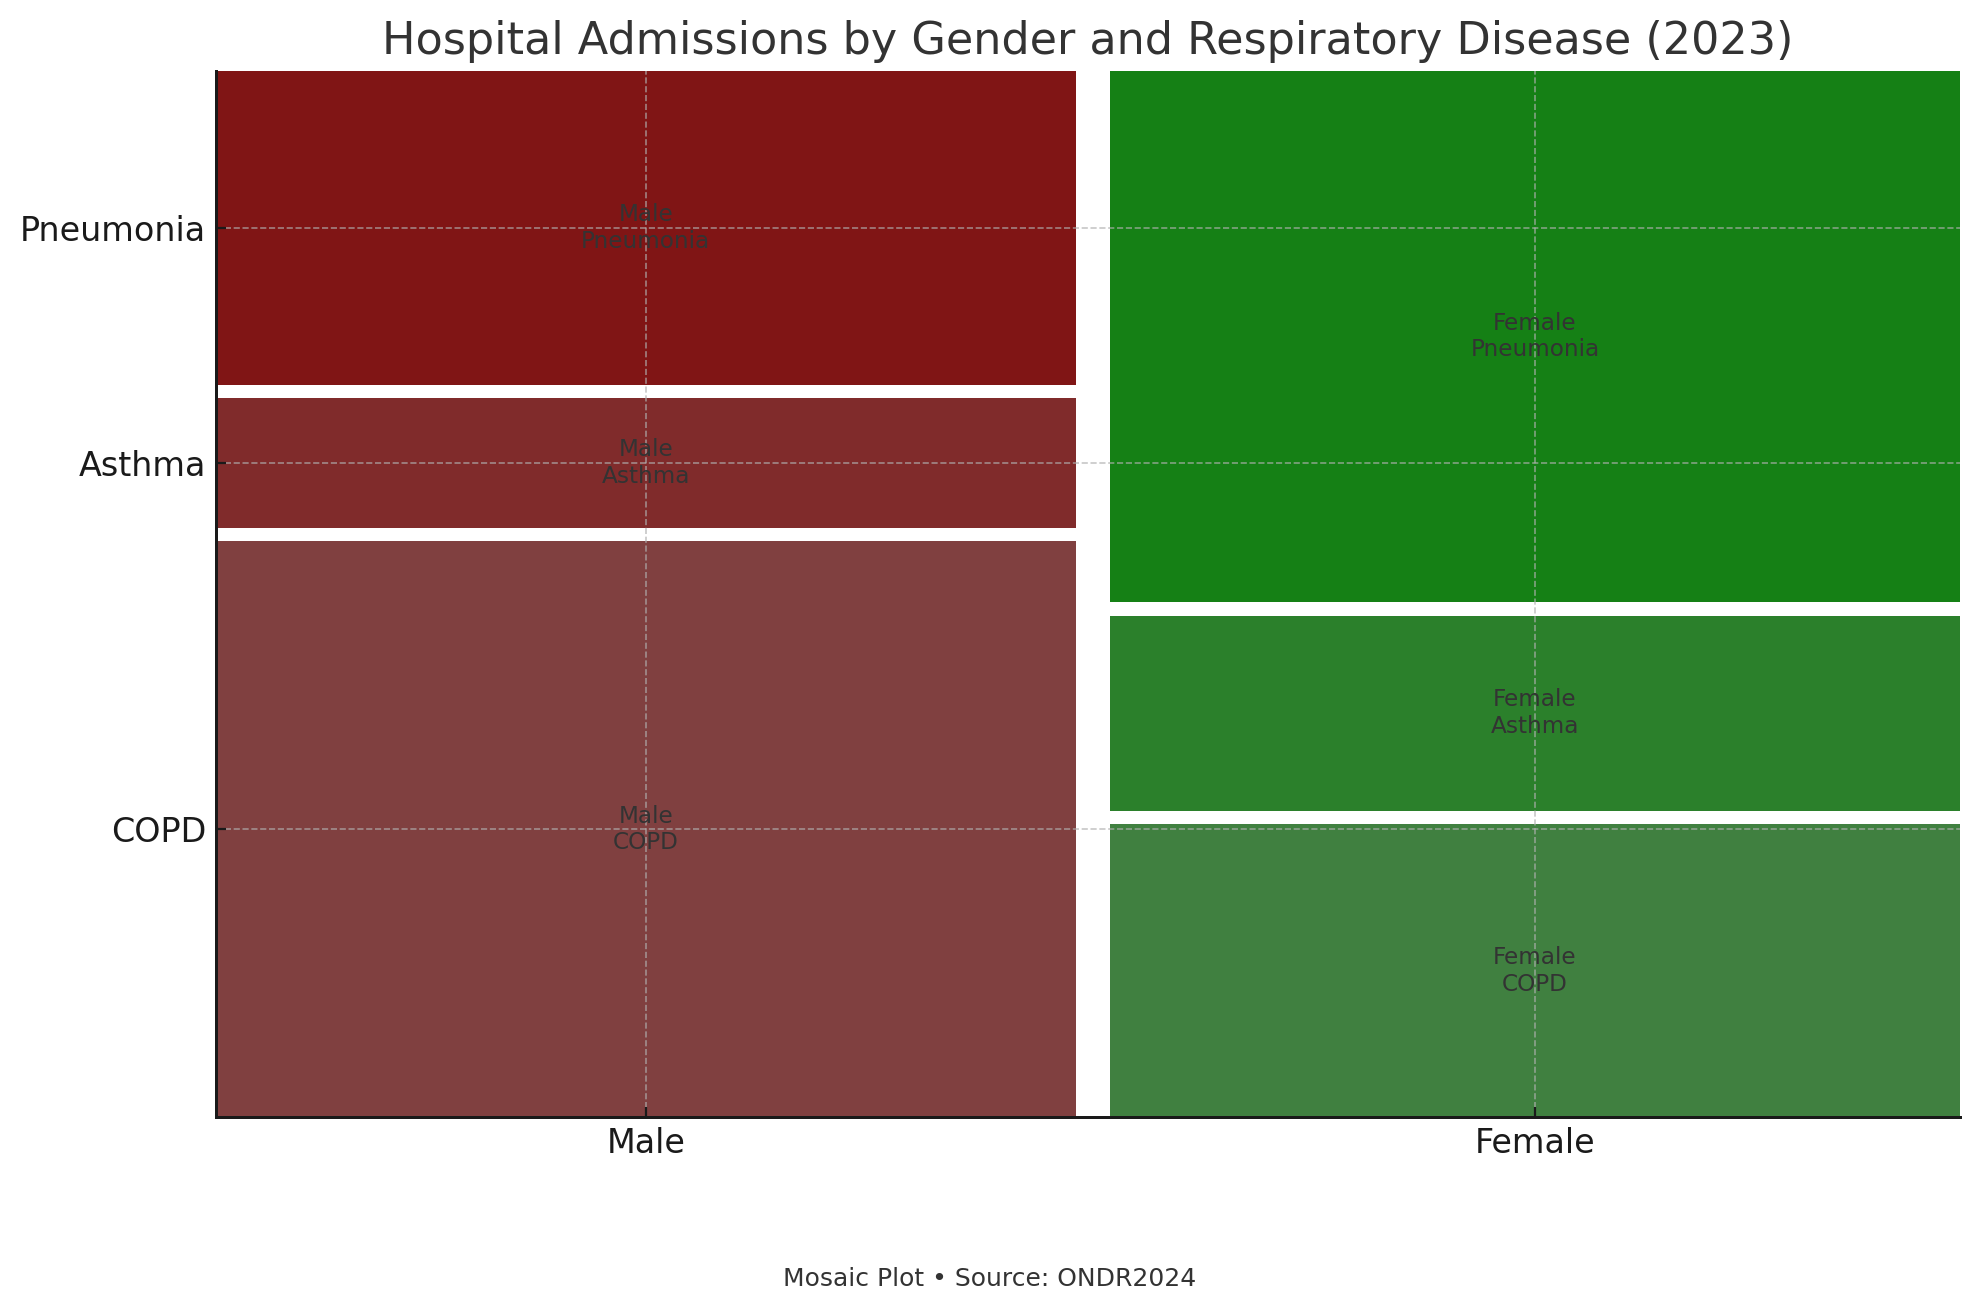 Hospital Admissions by Gender and Respiratory Disease (2023)
Pneumonia
Asthma
COPD
Male
Pneumonia
Male
Asthma
Male
COPD
Female
Pneumonia
Female
Asthma
Female
COPD
Male
Female
Mosaic Plot • Source: ONDR2024